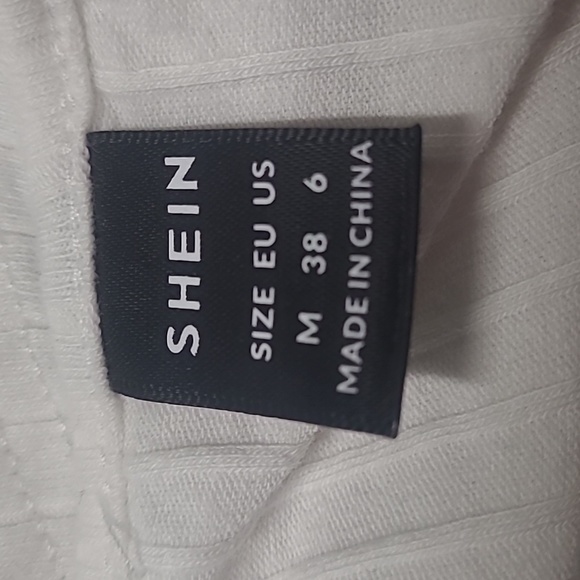 SHEIN
SIZE EU US
M 38 6
MADE IN CHINA